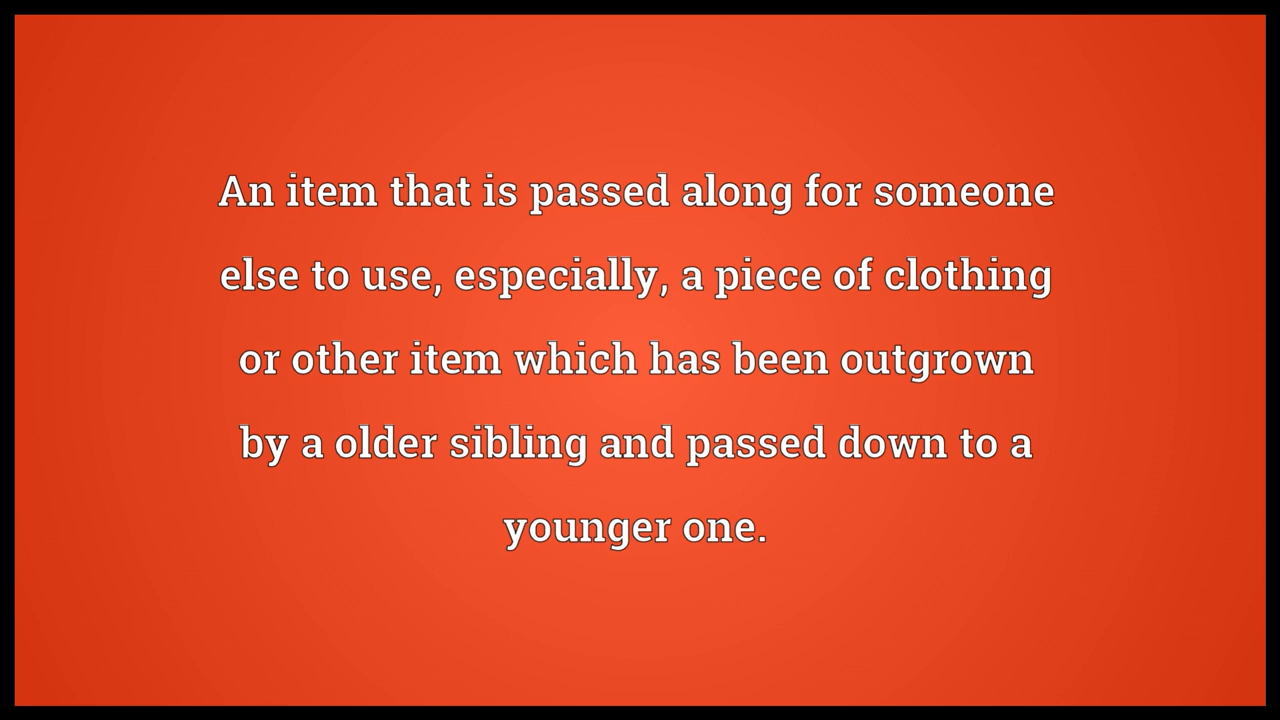 An item that is passed along for someone
else to use, especially, a piece of clothing
or other item which has been outgrown
by a older sibling and passed down to a
younger one.